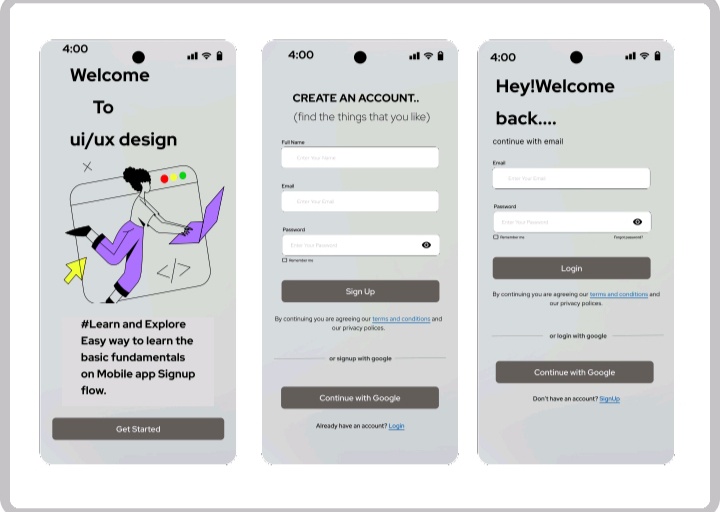 4:00
Welcome
To
ui/ux design
</>
#Learn and Explore
Easy way to learn the
basic fundamentals
on Mobile app Signup
flow.
Get Started
4:00
CREATE AN ACCOUNT..
(find the things that you like)
Full Name
Enter Your Name
Email
Enter Your Email
Password
Enter Your Password
Remember me
Sign Up
By continuing you are agreeing our terms and conditions and
our privacy polices.
or signup with google
Continue with Google
Already have an account? Login
4:00
Hey!Welcome
back....
continue with email
Email
Enter Your Email
Password
Enter Your Password
Remember me
Forgot password?
Login
By continuing you are agreeing our terms and conditions and
our privacy polices.
or login with google
Continue with Google
Don't have an account? SignUp